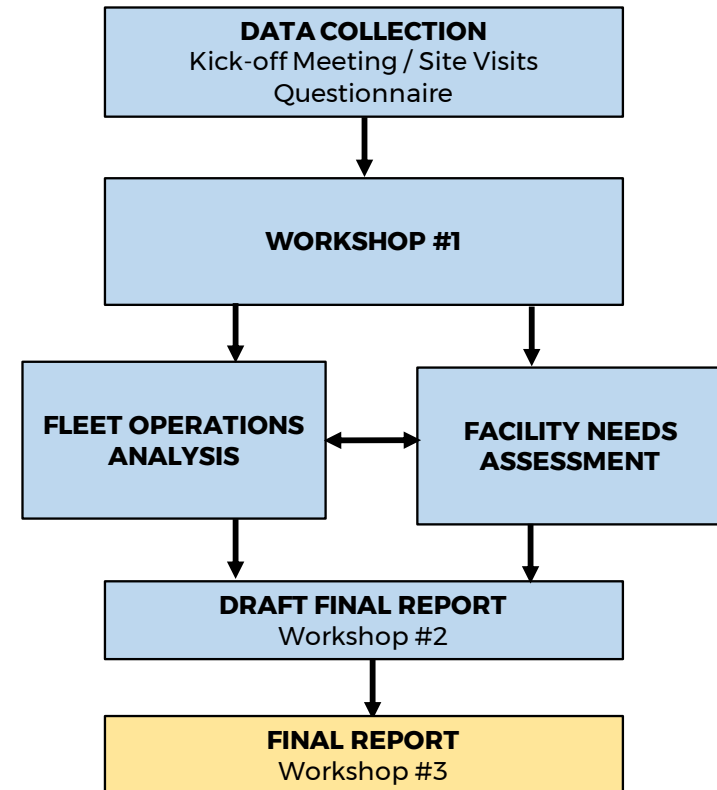 DATA COLLECTION
Kick-off Meeting / Site Visits
Questionnaire
WORKSHOP #1
FLEET OPERATIONS
ANALYSIS
FACILITY NEEDS
ASSESSMENT
DRAFT FINAL REPORT
Workshop #2
FINAL REPORT
Workshop #3